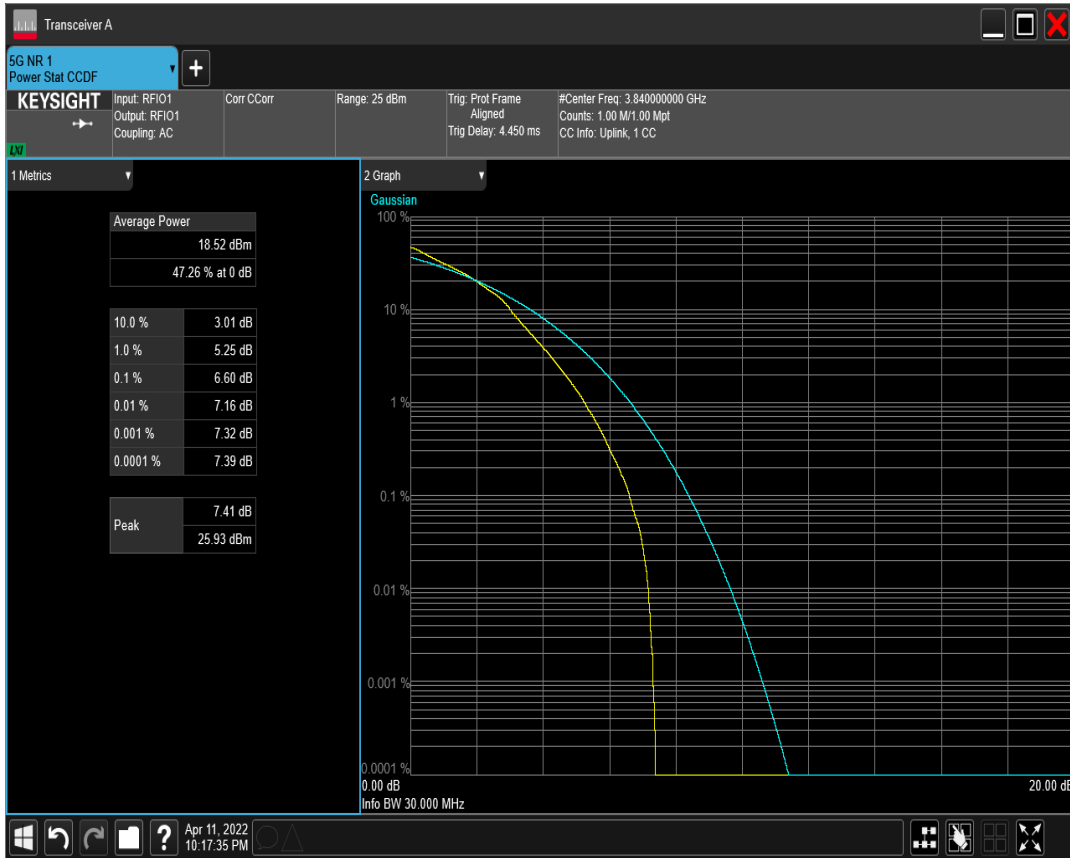 Transceiver A
5G NR 1
Power Stat CCDF
KEYSIGHT
LXI
Input: RFIO1
Output: RFIO1
Coupling: AC
Corr CCorr
Range: 25 dBm
Trig: Prot Frame
Aligned
Trig Delay: 4.450 ms
#Center Freq: 3.840000000 GHz
Counts: 1.00 M/1.00 Mpt
CC Info: Uplink, 1 CC
1 Metrics
Average Power
18.52 dBm
47.26 % at 0 dB
10.0 % 3.01 dB
1.0 % 5.25 dB
0.1 % 6.60 dB
0.01 % 7.16 dB
0.001 % 7.32 dB
0.0001 % 7.39 dB
Peak
7.41 dB
25.93 dBm
2 Graph
Gaussian
100 %
10 %
1 %
0.1 %
0.01 %
0.001 %
0.0001 %
0.00 dB
20.00 dB
Info BW 30.000 MHz
?
Apr 11, 2022
10:17:35 PM